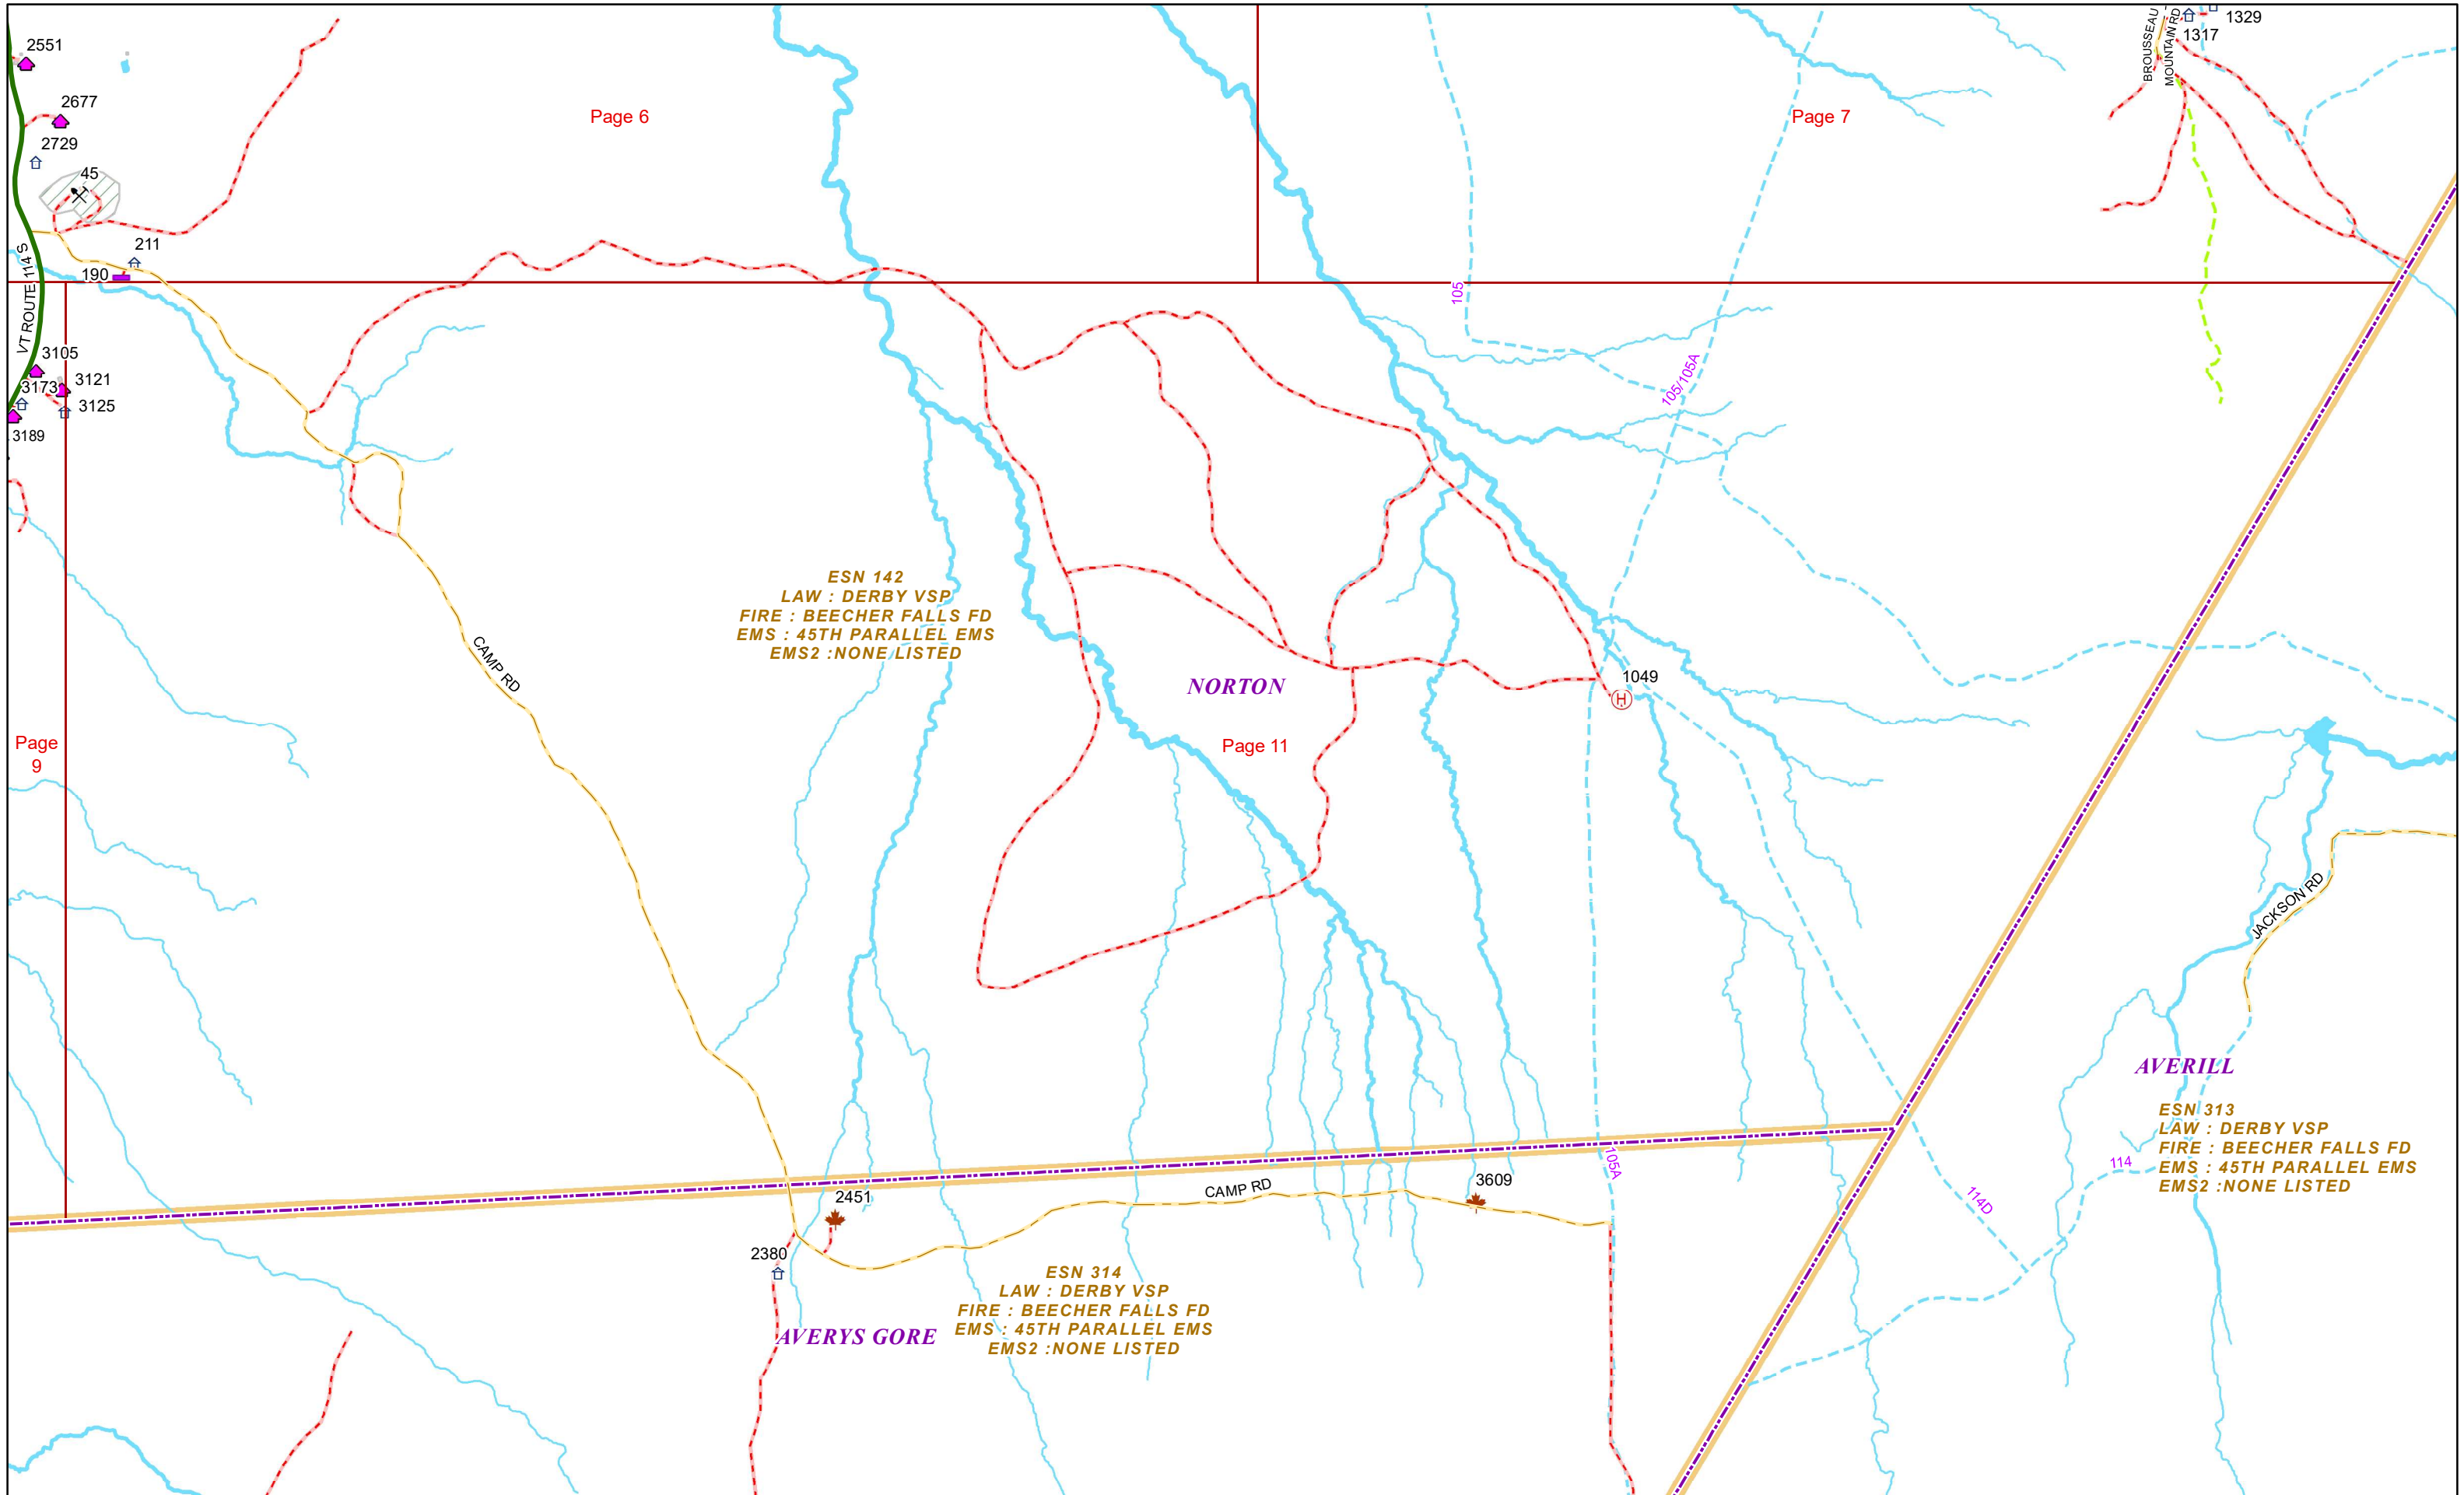 2551
2677
2729
45
211
190
VT ROUTE 114 S
3105
3121
3173
3125
3189
Page 6
Page 7
BROUSSEAU
MOUNTAIN RD
1329
1317
105
105/105A
ESN 142
LAW : DERBY VSP
FIRE : BEECHER FALLS FD
EMS : 45TH PARALLEL EMS
EMS2 :NONE LISTED
CAMP RD
NORTON
1049
Page
9
Page 11
JACKSON RD
AVERILL
ESN 313
LAW : DERBY VSP
FIRE : BEECHER FALLS FD
EMS : 45TH PARALLEL EMS
EMS2 :NONE LISTED
114
105A
114D
CAMP RD
3609
2451
2380
ESN 314
LAW : DERBY VSP
FIRE : BEECHER FALLS FD
EMS : 45TH PARALLEL EMS
EMS2 :NONE LISTED
AVERYS GORE